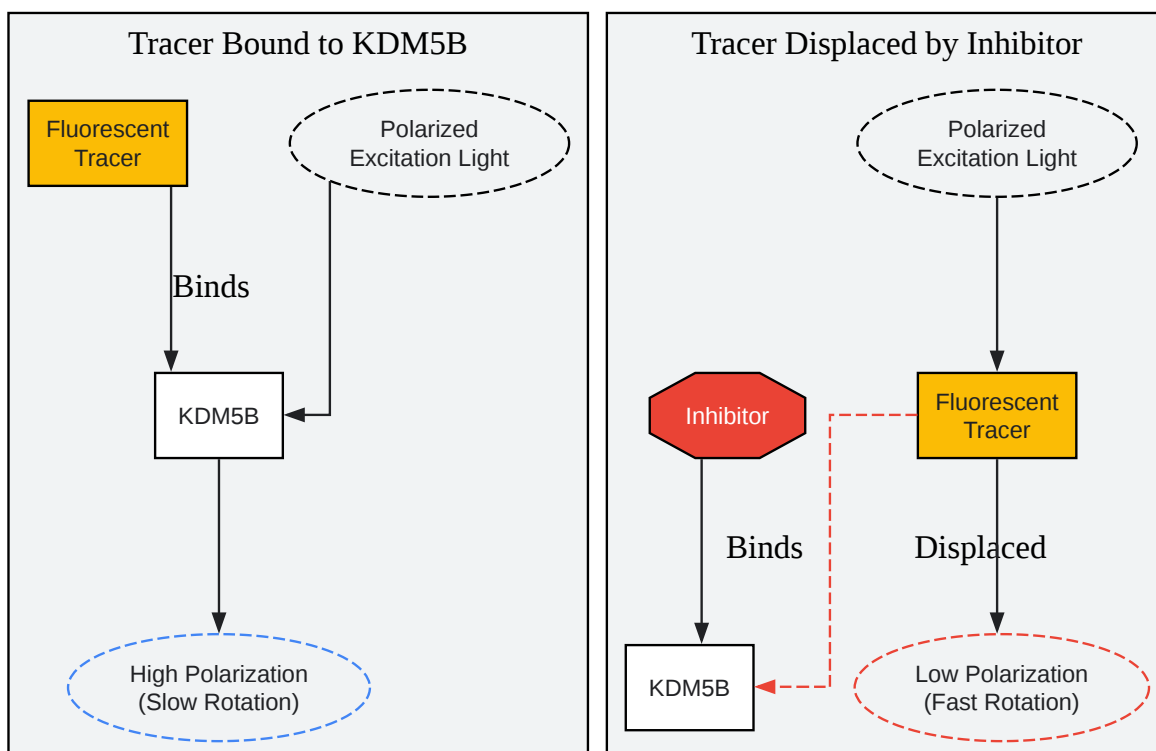 Tracer Bound to KDM5B
Fluorescent
Tracer
Polarized
Excitation Light
Binds
KDM5B
High Polarization
(Slow Rotation)
Tracer Displaced by Inhibitor
Polarized
Excitation Light
Inhibitor
Fluorescent
Tracer
Binds
Displaced
KDM5B
Low Polarization
(Fast Rotation)